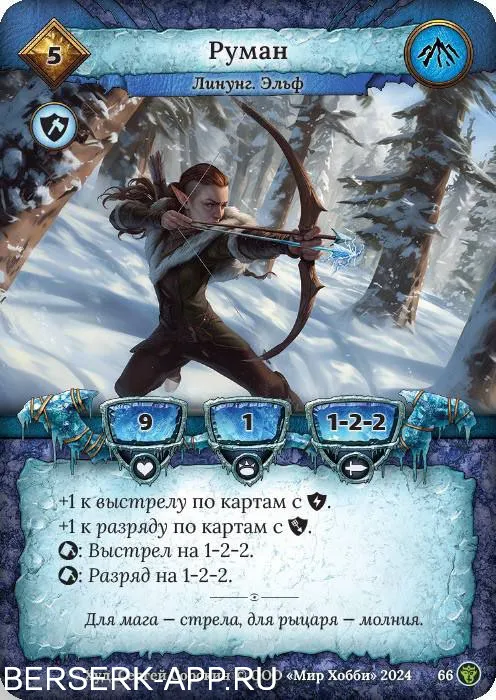 5
Руман
Линунг. Эльф
9
1
1-2-2
+1 к выстрелу по картам с .
+1 к разряду по картам с .
: Выстрел на 1-2-2.
: Разряд на 1-2-2.
Для мага — стрела, для рыцаря — молния.
«Мир Хобби» 2024 66
BERSERK-APP.RU